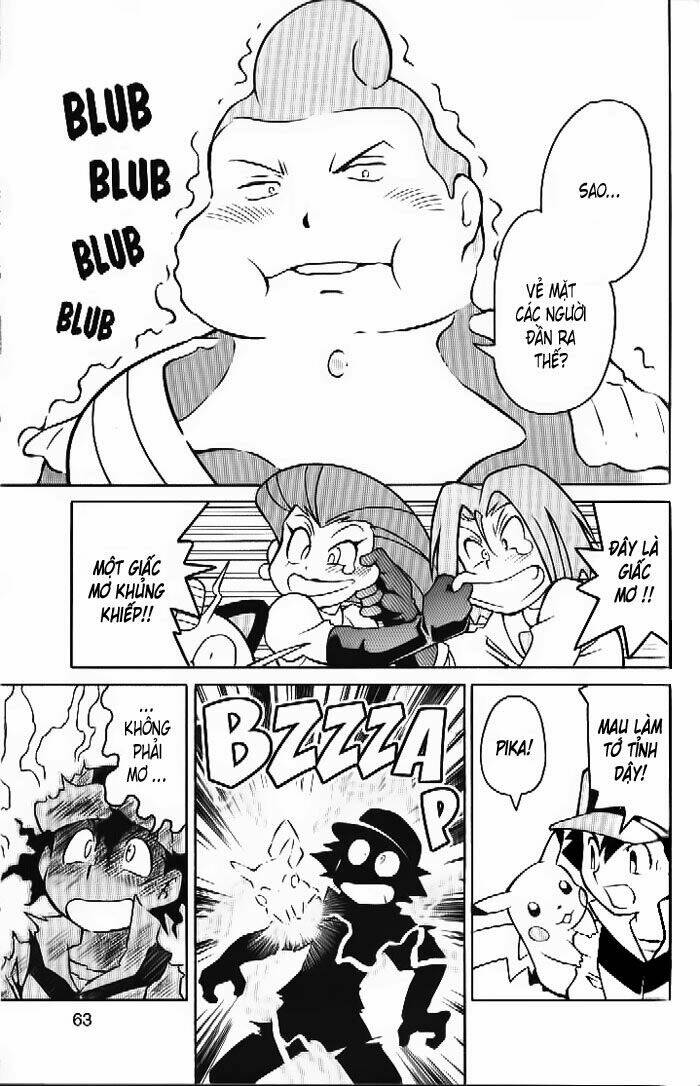 BLUB
BLUB
BLUB
BLUB
SAO...
VẺ MẶT
CÁC NGƯỜI
ĐẦN RA
THẾ?
ĐÂY LÀ
GIẤC
MƠ !!
MỘT GIẤC
MƠ KHỦNG
KHIẾP!!
MAU LÀM
TỚ TỈNH
DẬY!
PIKA!
BZZZAP
...
KHÔNG
PHẢI
MƠ ...
63